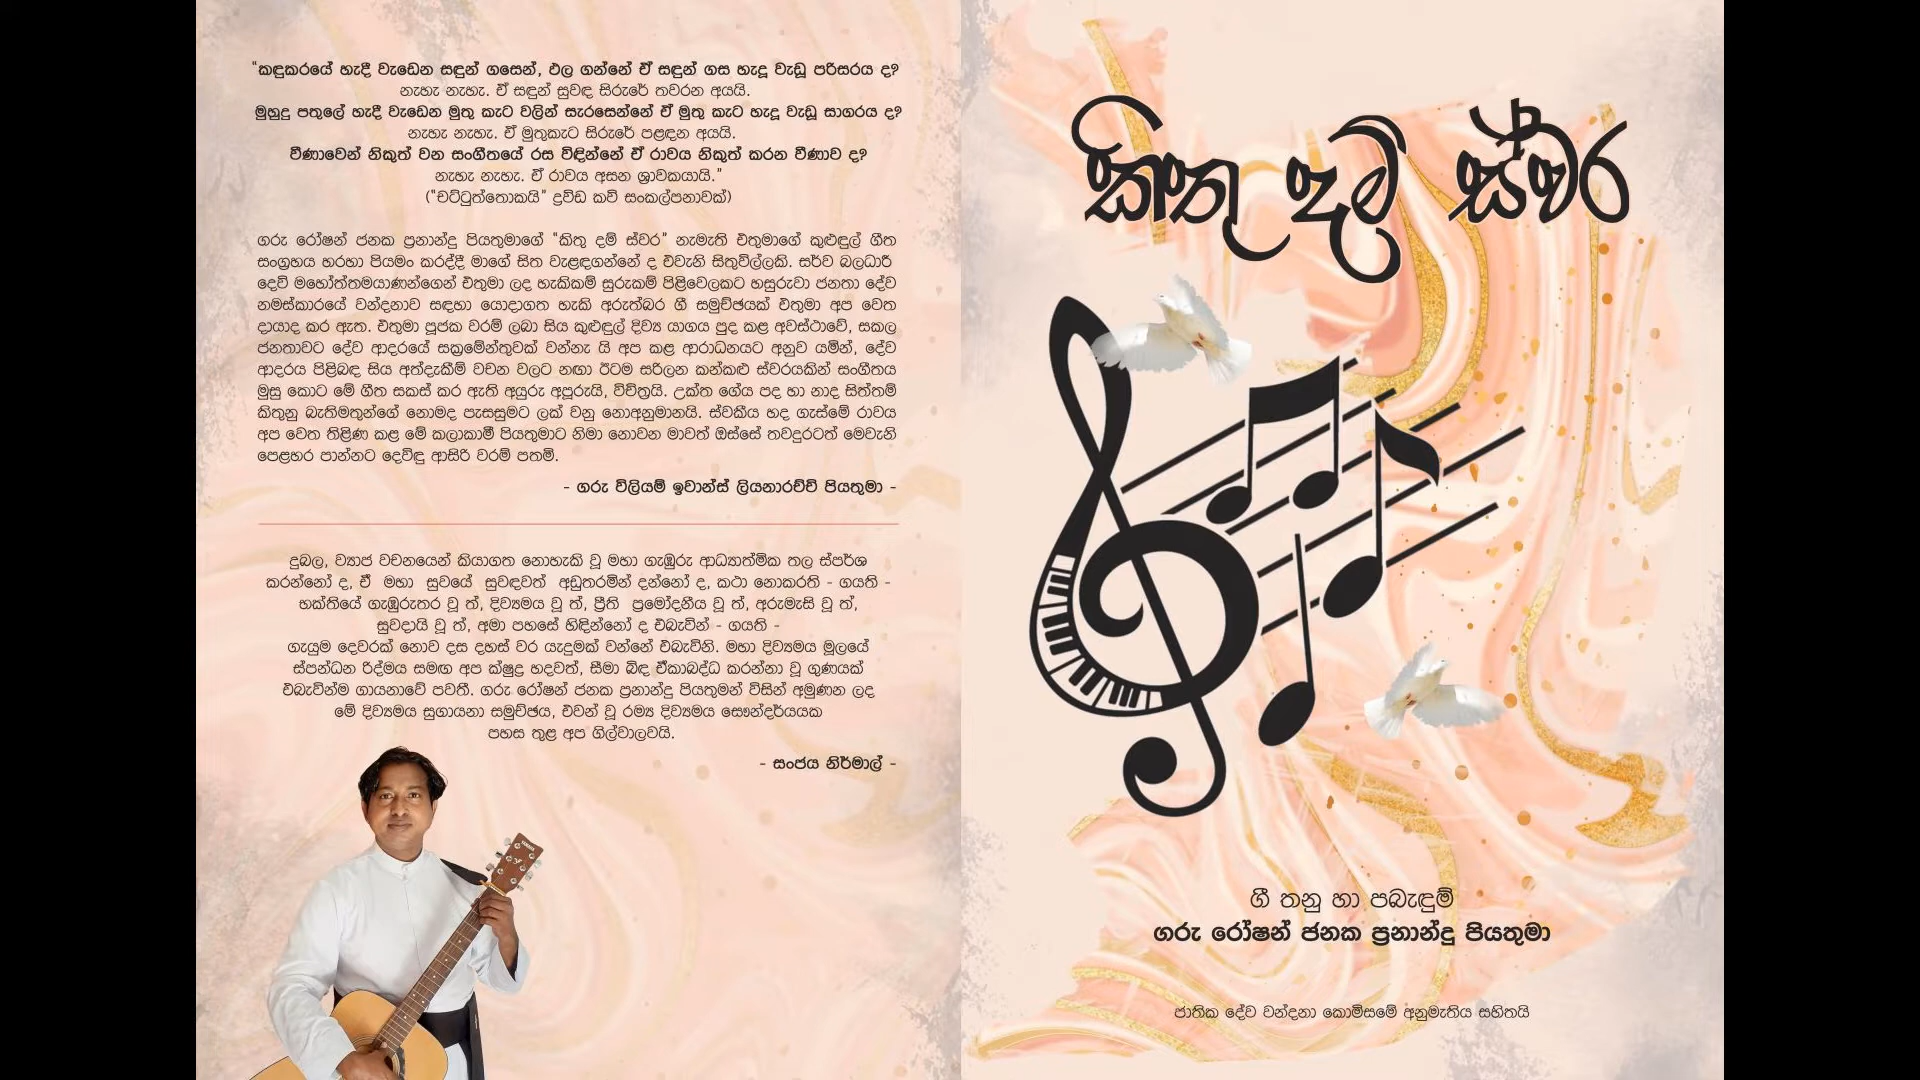 "කඳුකරයේ හැදී වැඩෙන සඳුන් ගසෙන්, ඵල ගන්නේ ඒ සඳුන් ගස හැදූ වැඩූ පරිසරය ද?
නැහැ නැහැ. ඒ සඳුන් සුවඳ සිරුරේ තවරන අයයි.
මුහුදු පතුලේ හැදී වැඩෙන මුතු කැට වලින් සැරසෙන්නේ ඒ මුතු කැට හැදූ වැඩූ සාගරය ද?
නැහැ නැහැ. ඒ මුතුකැට සිරුරේ පළඳන අයයි.
වීණාවෙන් නිකුත් වන සංගීතයේ රස විඳින්නේ ඒ රාවය නිකුත් කරන වීණාව ද?
නැහැ නැහැ. ඒ රාවය අසන ශ්‍රාවකයායි."
("චට්ටුත්තොකයි" ද්‍රවිඩ කවි සංකල්පනාවක්)
ගරු රෝෂන් ජනක ප්‍රනාන්දු පියතුමාගේ "කිතු දම් ස්වර" නැමැති එතුමාගේ කුළුඳුල් ගීත
සංග්‍රහය හරහා පියමං කරද්දී මාගේ සිත වැළඳගන්නේ ද එවැනි සිතුවිල්ලකි. සර්ව බලධාරී
දෙවි මහෝත්තමයාණන්ගෙන් එතුමා ලද හැකිකම් සුරුකම් පිළිවෙලකට හසුරුවා ජනතා දේව
නමස්කාරයේ වන්දනාව සඳහා යොදාගත හැකි අරුත්බර ගී සමුච්ඡයක් එතුමා අප වෙත
දායාද කර ඇත. එතුමා පූජක වරම් ලබා සිය කුළුඳුල් දිව්‍ය යාගය පුද කළ අවස්ථාවේ, සකල
ජනතාවට දේව ආදරයේ සක්‍රමේන්තුවක් වන්නැ යි අප කළ ආරාධනයට අනුව යමින්, දේව
ආදරය පිළිබඳ සිය අත්දැකීම් වචන වලට නඟා ඊටම සරිලන කන්කළු ස්වරයකින් සංගීතය
මුසු කොට මේ ගීත සකස් කර ඇති අයුරු අපූරුයි, විචිත්‍රයි. උක්ත ගේය පද හා නාද සිත්තම්
කිතුනු බැතිමතුන්ගේ නොමද පැසසුමට ලක් වනු නොඅනුමානයි. ස්වකීය හද ගැස්මේ රාවය
අප වෙත තිළිණ කළ මේ කලාකාමී පියතුමාට නිමා නොවන මාවත් ඔස්සේ තවදුරටත් මෙවැනි
පෙළහර පාන්නට දෙවිඳු ආසිරි වරම් පතමි.
- ගරු විලියම් ඉවාන්ස් ලියනාරච්චි පියතුමා -
දුබල, ව්‍යාජ වචනයෙන් කියාගත නොහැකි වූ මහා ගැඹුරු ආධ්‍යාත්මික තල ස්පර්ශ
කරන්නෝ ද, ඒ මහා සුවයේ සුවඳවත් අඩුතරමින් දන්නෝ ද, කථා නොකරති - ගයති -
භක්තියේ ගැඹුරුතර වූ ත්, දිව්‍යමය වූ ත්, ප්‍රීති ප්‍රමෝදනීය වූ ත්, අරුමැසි වූ ත්,
සුවදායි වූ ත්, අමා පහසේ හිඳින්නෝ ද එබැවින් - ගයති -
ගැයුම දෙවරක් නොව දස දහස් වර යැදුමක් වන්නේ එබැවිනි. මහා දිව්‍යමය මූලයේ
ස්පන්ධන රිද්මය සමඟ අප ක්ෂුද්‍ර හදවත්, සීමා බිඳ ඒකාබද්ධ කරන්නා වූ ගුණයක්
එබැවින්ම ගායනාවේ පවතී. ගරු රෝෂන් ජනක ප්‍රනාන්දු පියතුමන් විසින් අමුණන ලද
මේ දිව්‍යමය සුගායනා සමුච්ඡය, එවන් වූ රම්‍ය දිව්‍යමය සෞන්දර්යයක
පහස තුළ අප ගිල්වාලවයි.
- සංජය නිර්මාල් -
කිතු දම් ස්වර
ගී තනු හා පබැඳුම්
ගරු රෝෂන් ජනක ප්‍රනාන්දු පියතුමා
ජාතික දේව වන්දනා කොමිසමේ අනුමැතිය සහිතයි